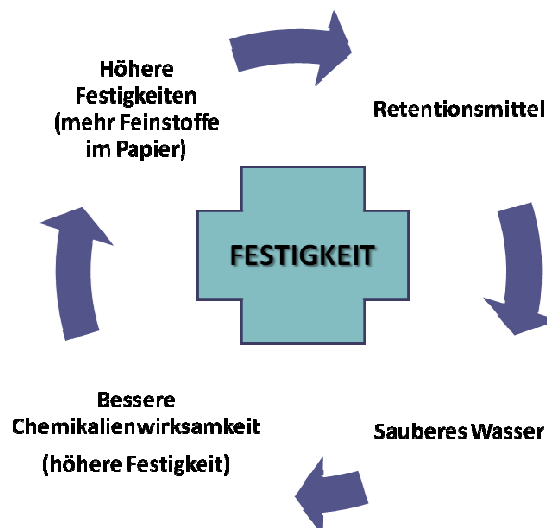 Höhere
Festigkeiten
(mehr Feinstoffe
im Papier)
Retentionsmittel
FESTIGKEIT
Bessere
Chemikalienwirksamkeit
(höhere Festigkeit)
Sauberes Wasser